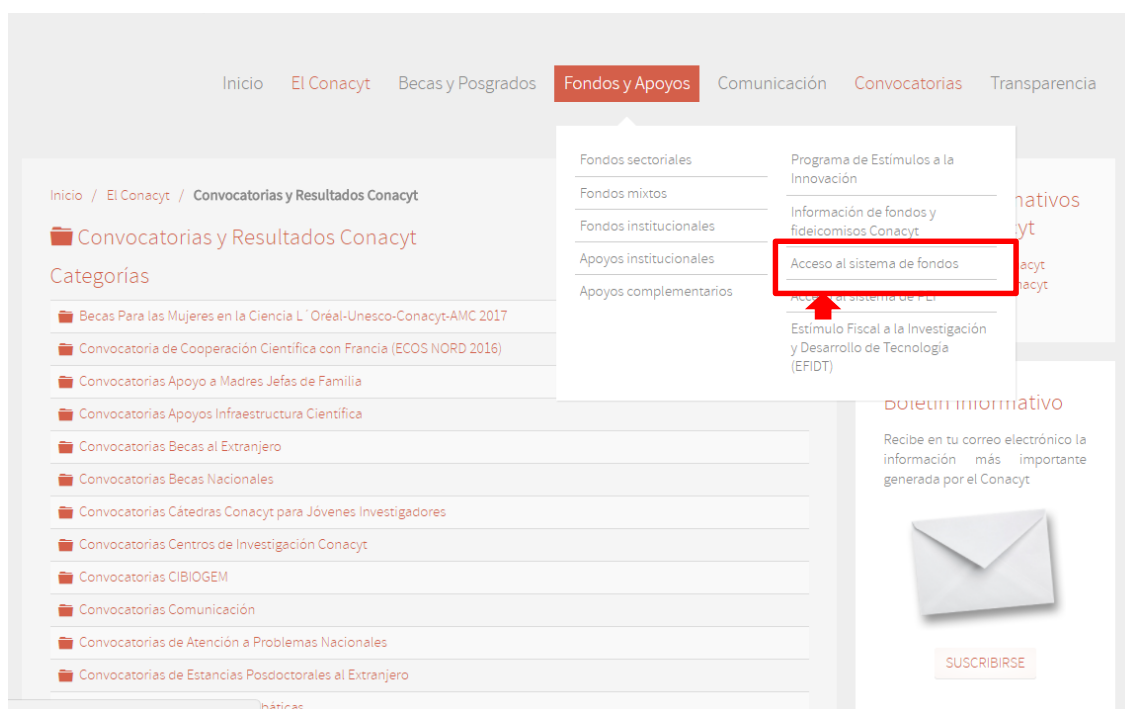 Inicio El Conacyt Becas y Posgrados Fondos y Apoyos Comunicación Convocatorias Transparencia
Fondos sectoriales
Fondos mixtos
Fondos institucionales
Apoyos institucionales
Apoyos complementarios
Programa de Estímulos a la
Innovación
Información de fondos y
fideicomisos Conacyt
Acceso al sistema de fondos
Acceso al sistema de PEI
Estímulo Fiscal a la Investigación
y Desarrollo de Tecnología
(EFIDT)
Inicio / El Conacyt / Convocatorias y Resultados Conacyt
Convocatorias y Resultados Conacyt
Categorías
Becas Para las Mujeres en la Ciencia L´Oréal-Unesco-Conacyt-AMC 2017
Convocatoria de Cooperación Científica con Francia (ECOS NORD 2016)
Convocatorias Apoyo a Madres Jefas de Familia
Convocatorias Apoyos Infraestructura Científica
Convocatorias Becas al Extranjero
Convocatorias Becas Nacionales
Convocatorias Cátedras Conacyt para Jóvenes Investigadores
Convocatorias Centros de Investigación Conacyt
Convocatorias CIBIOGEM
Convocatorias Comunicación
Convocatorias de Atención a Problemas Nacionales
Convocatorias de Estancias Posdoctorales al Extranjero
Boletín Informativo
Recibe en tu correo electrónico la
información más importante
generada por el Conacyt
SUSCRIBIRSE